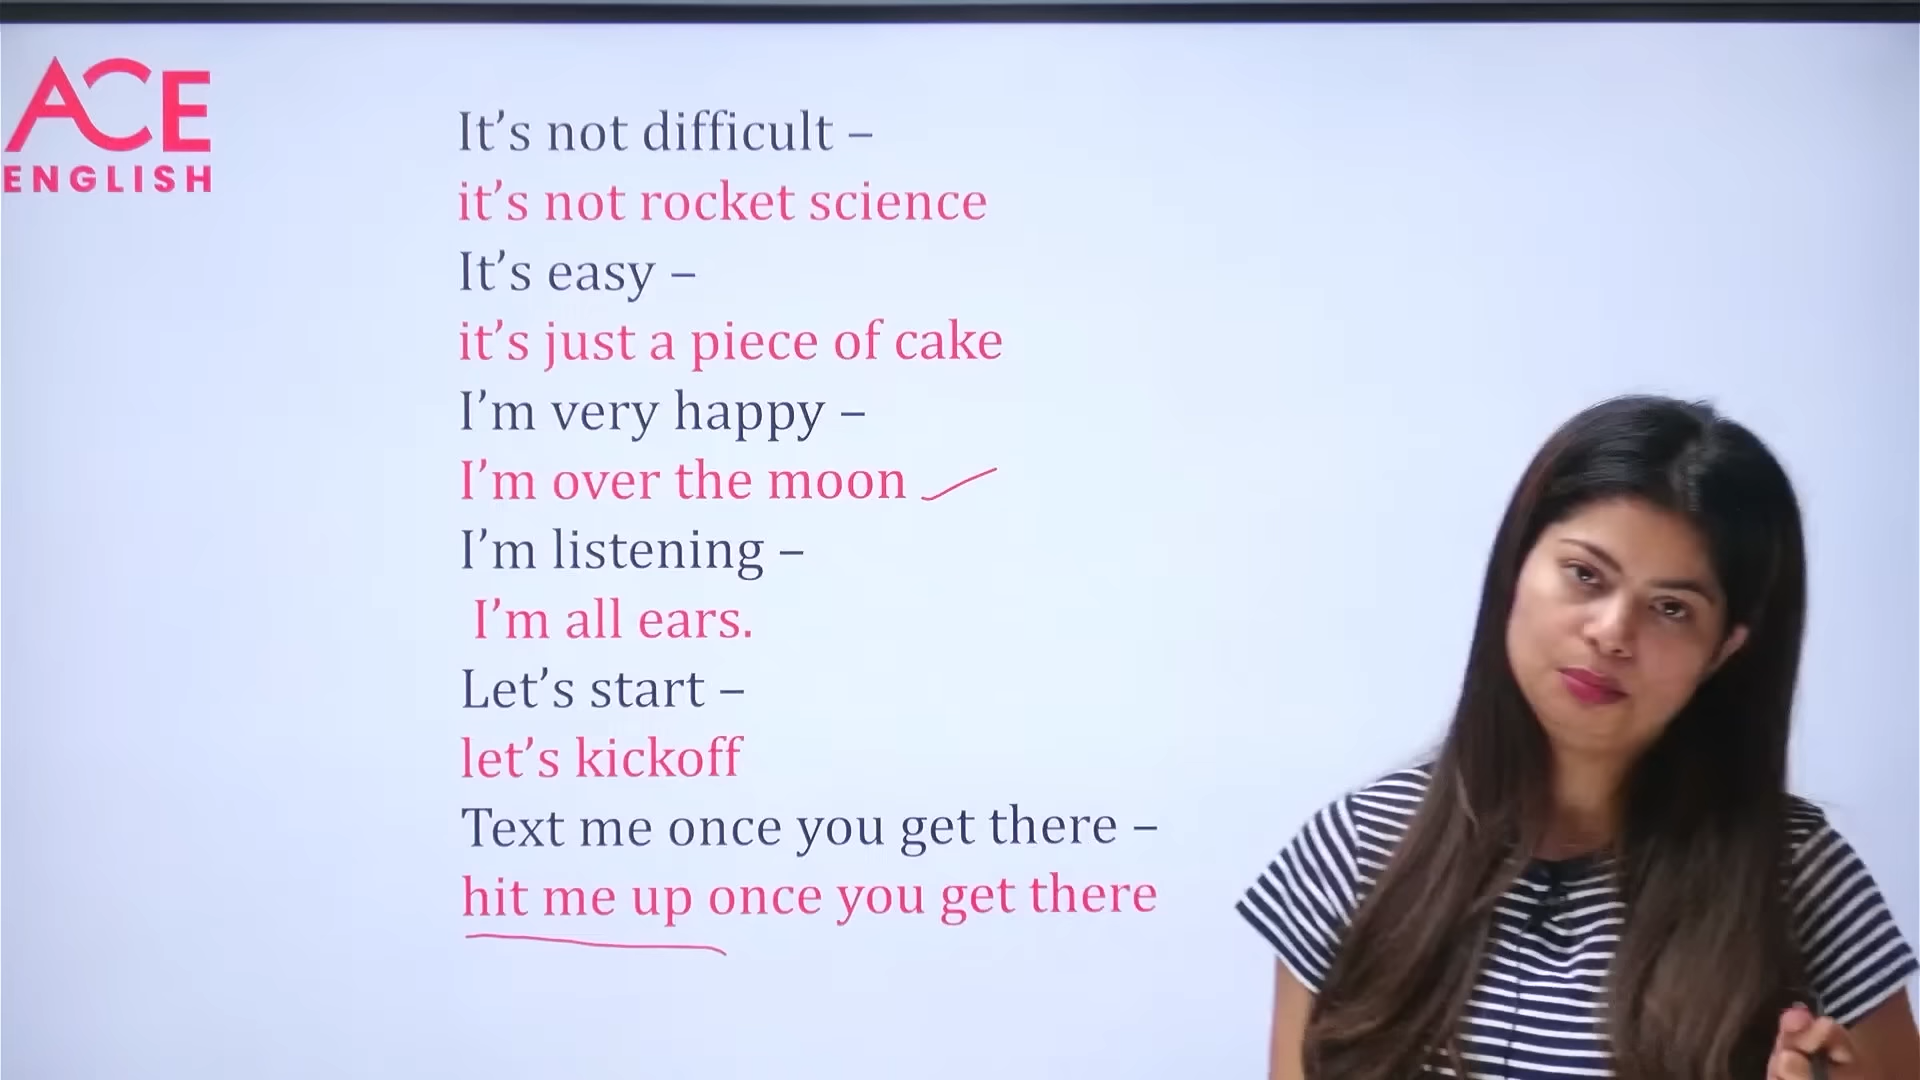 ACE
ENGLISH
It's not difficult –
it's not rocket science
It's easy –
it's just a piece of cake
I'm very happy –
I'm over the moon
I'm listening –
I'm all ears.
Let's start –
let's kickoff
Text me once you get there –
hit me up once you get there